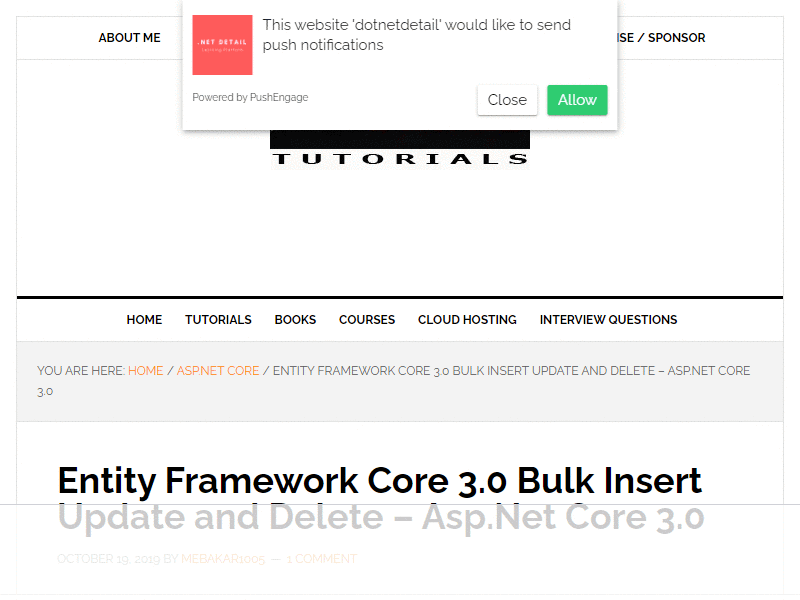 This website 'dotnetdetail' would like to send
push notifications
.NET DETAIL
Powered by PushEngage
Close
Allow
ABOUT ME
ISE / SPONSOR
TUTORIALS
HOME
TUTORIALS
BOOKS
COURSES
CLOUD HOSTING
INTERVIEW QUESTIONS
YOU ARE HERE: HOME / ASP.NET CORE / ENTITY FRAMEWORK CORE 3.0 BULK INSERT UPDATE AND DELETE – ASP.NET CORE
3.0
Entity Framework Core 3.0 Bulk Insert
Update and Delete – Asp.Net Core 3.0
OCTOBER 19, 2019 BY MEBAKAR1005 — 1 COMMENT